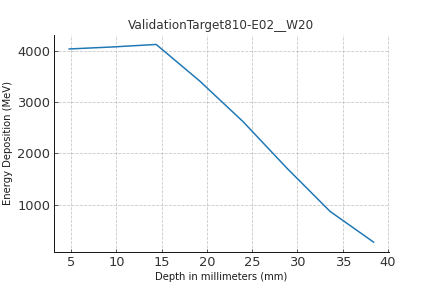 ValidationTarget810-E02__W20
Energy Deposition (MeV)
4000
3000
2000
1000
5 10 15 20 25 30 35 40
Depth in millimeters (mm)